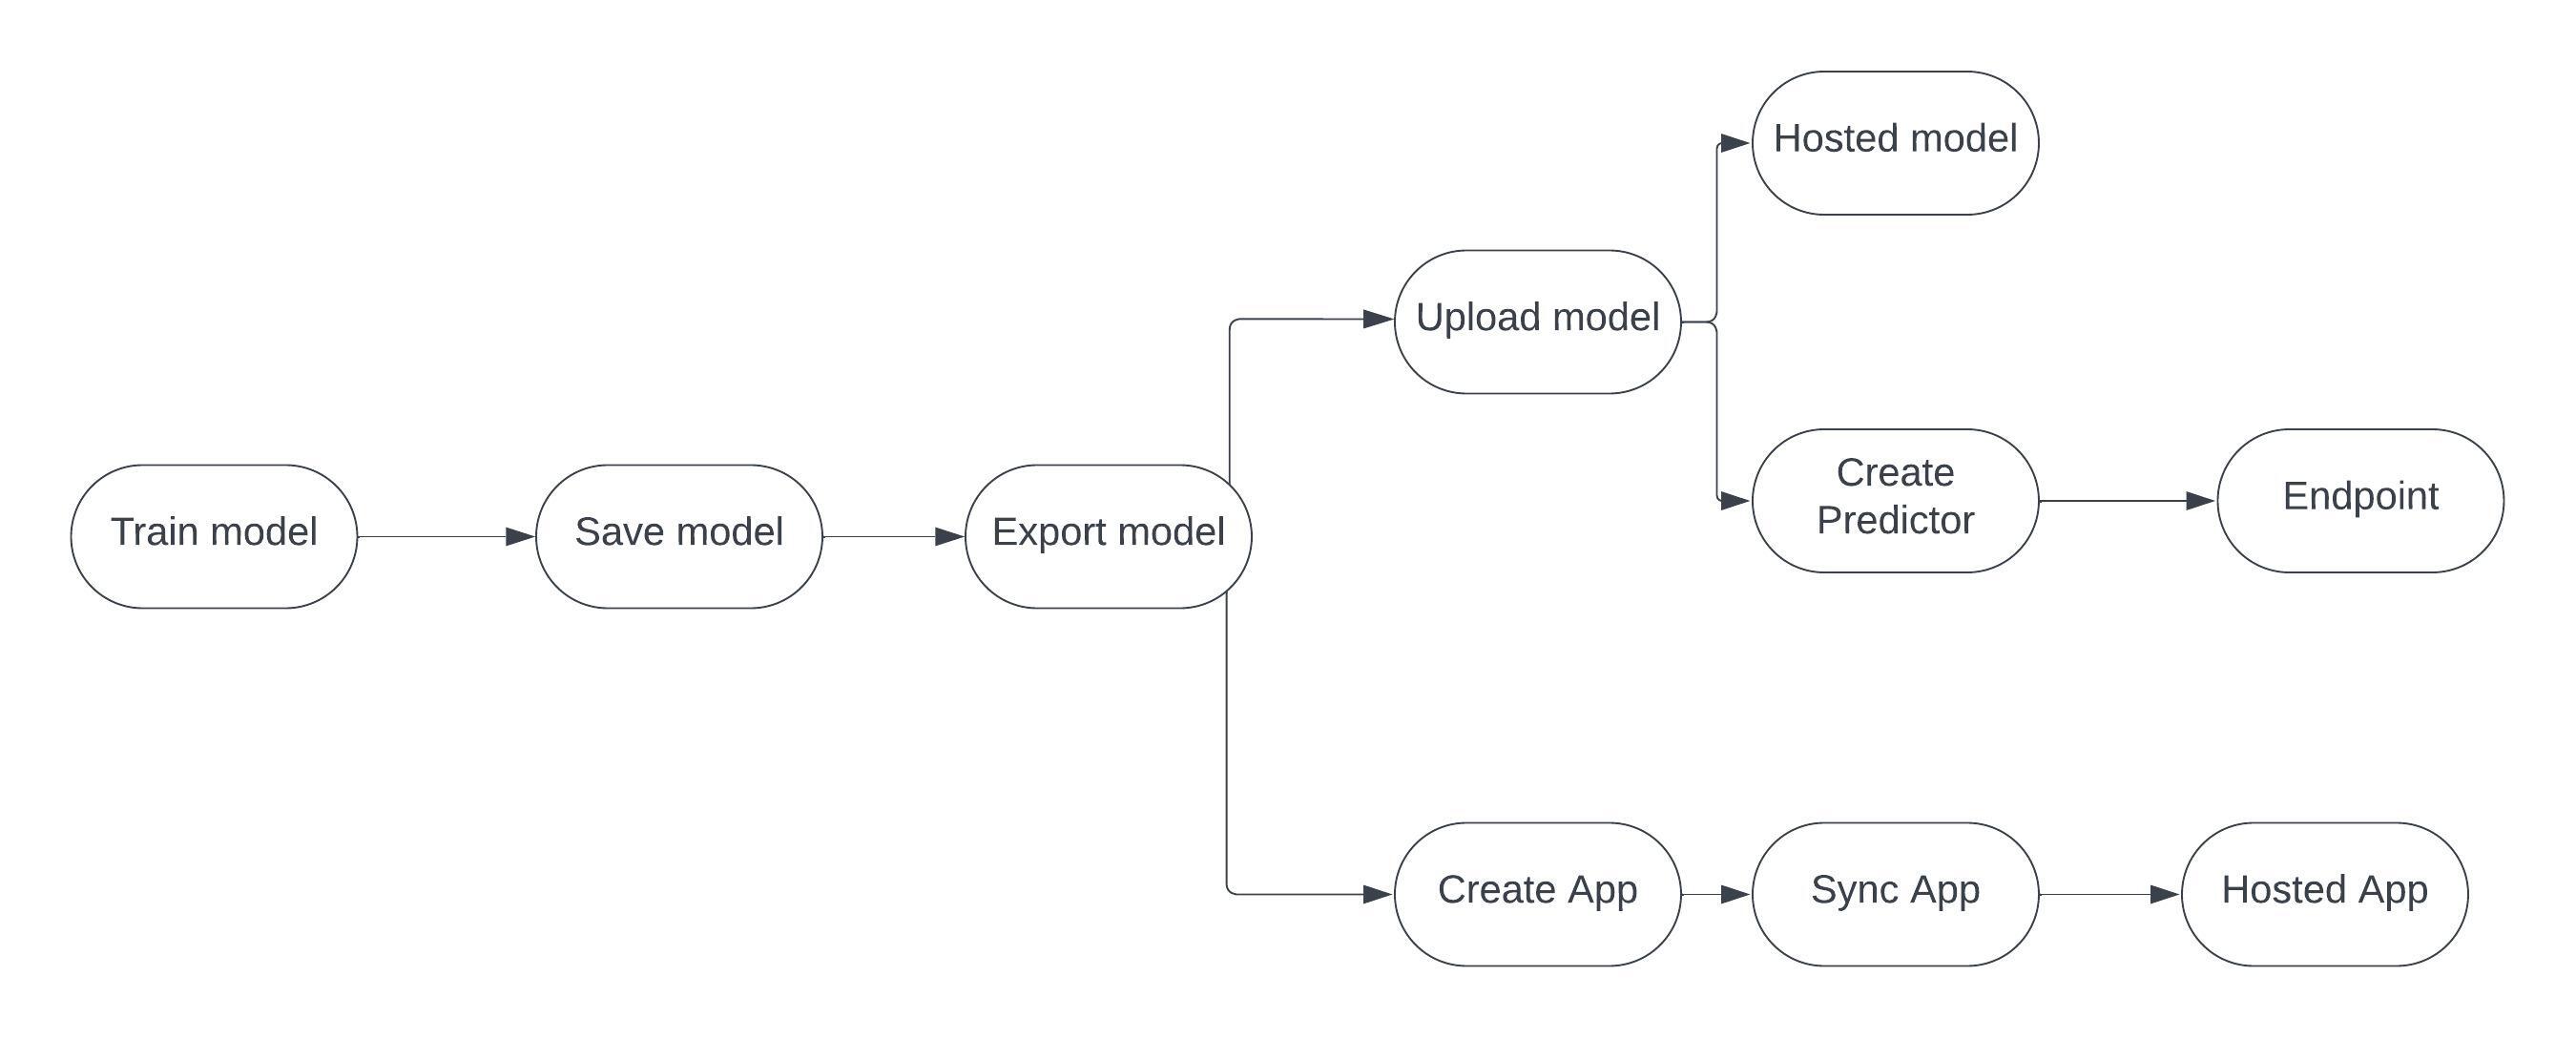 Train model
Save model
Export model
Upload model
Hosted model
Create
Predictor
Endpoint
Create App
Sync App
Hosted App